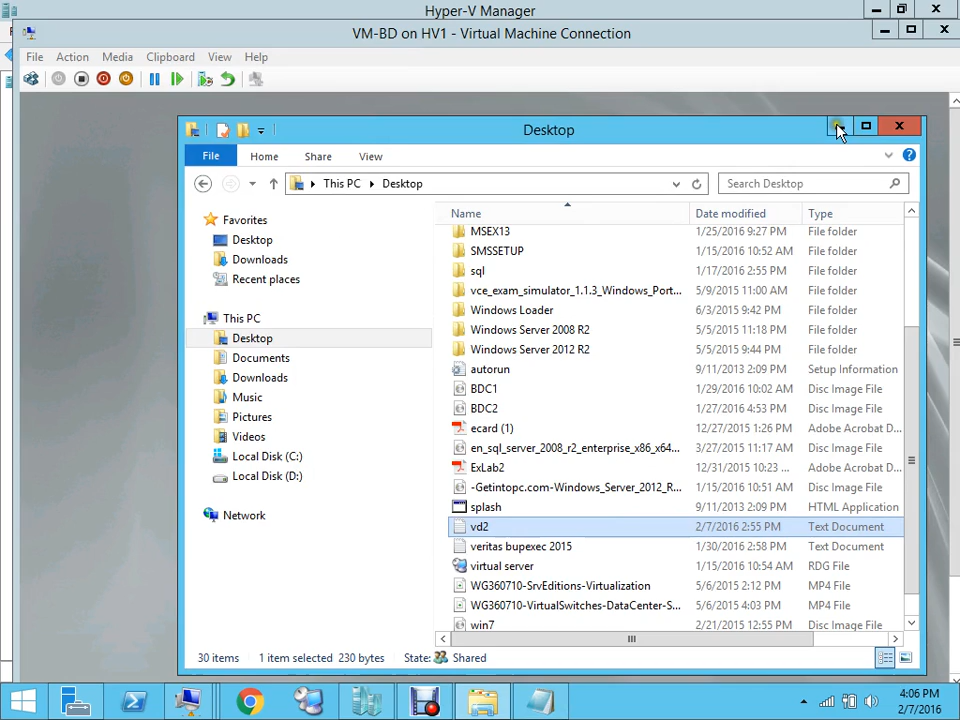 Hyper-V Manager
VM-BD on HV1 - Virtual Machine Connection
File Action Media Clipboard View Help
Desktop
File Home Share View
This PC Desktop
Search Desktop
Name Date modified Type
Favorites
Desktop
Downloads
Recent places
This PC
Desktop
Documents
Downloads
Music
Pictures
Videos
Local Disk (C:)
Local Disk (D:)
Network
MSEX13 1/25/2016 9:27 PM File folder
SMSSETUP 1/15/2016 10:52 AM File folder
sql 1/17/2016 2:55 PM File folder
vce_exam_simulator_1.1.3_Windows_Port... 5/9/2015 11:00 AM File folder
Windows Loader 6/3/2015 9:42 PM File folder
Windows Server 2008 R2 5/5/2015 11:18 PM File folder
Windows Server 2012 R2 5/5/2015 9:44 PM File folder
autorun 9/11/2013 2:09 PM Setup Information
BDC1 1/29/2016 10:02 AM Disc Image File
BDC2 1/27/2016 4:53 PM Disc Image File
ecard (1) 12/27/2015 1:26 PM Adobe Acrobat D...
en_sql_server_2008_r2_enterprise_x86_x64... 3/27/2015 11:17 AM Disc Image File
ExLab2 12/31/2015 10:23 ... Adobe Acrobat D...
-Getintopc.com-Windows_Server_2012_R... 1/15/2016 10:51 AM Disc Image File
splash 9/11/2013 2:09 PM HTML Application
vd2 2/7/2016 2:55 PM Text Document
veritas bupexec 2015 1/30/2016 2:58 PM Text Document
virtual server 1/15/2016 10:54 AM RDG File
WG360710-SrvEditions-Virtualization 5/6/2015 2:12 PM MP4 File
WG360710-VirtualSwitches-DataCenter-S... 5/6/2015 4:03 PM MP4 File
win7 2/21/2015 12:55 PM Disc Image File
30 items 1 item selected 230 bytes State: Shared
4:06 PM
2/7/2016